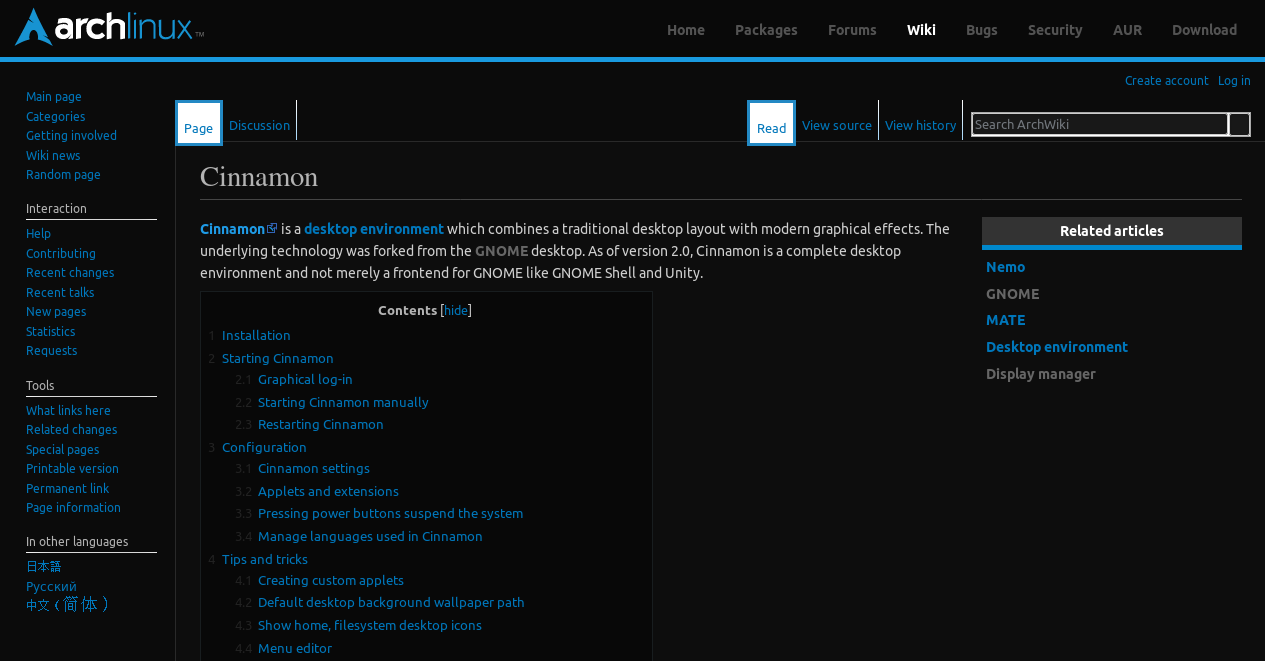 archlinux™
Home Packages Forums Wiki Bugs Security AUR Download
Create account Log in
Main page
Categories
Getting involved
Wiki news
Random page
Interaction
Help
Contributing
Recent changes
Recent talks
New pages
Statistics
Requests
Tools
What links here
Related changes
Special pages
Printable version
Permanent link
Page information
In other languages
日本語
Русский
中文（简体）
Page Discussion
Read View source View history Search ArchWiki
Cinnamon
Cinnamon is a desktop environment which combines a traditional desktop layout with modern graphical effects. The
underlying technology was forked from the GNOME desktop. As of version 2.0, Cinnamon is a complete desktop
environment and not merely a frontend for GNOME like GNOME Shell and Unity.
Related articles
Nemo
GNOME
MATE
Desktop environment
Display manager
Contents [hide]
1 Installation
2 Starting Cinnamon
2.1 Graphical log-in
2.2 Starting Cinnamon manually
2.3 Restarting Cinnamon
3 Configuration
3.1 Cinnamon settings
3.2 Applets and extensions
3.3 Pressing power buttons suspend the system
3.4 Manage languages used in Cinnamon
4 Tips and tricks
4.1 Creating custom applets
4.2 Default desktop background wallpaper path
4.3 Show home, filesystem desktop icons
4.4 Menu editor